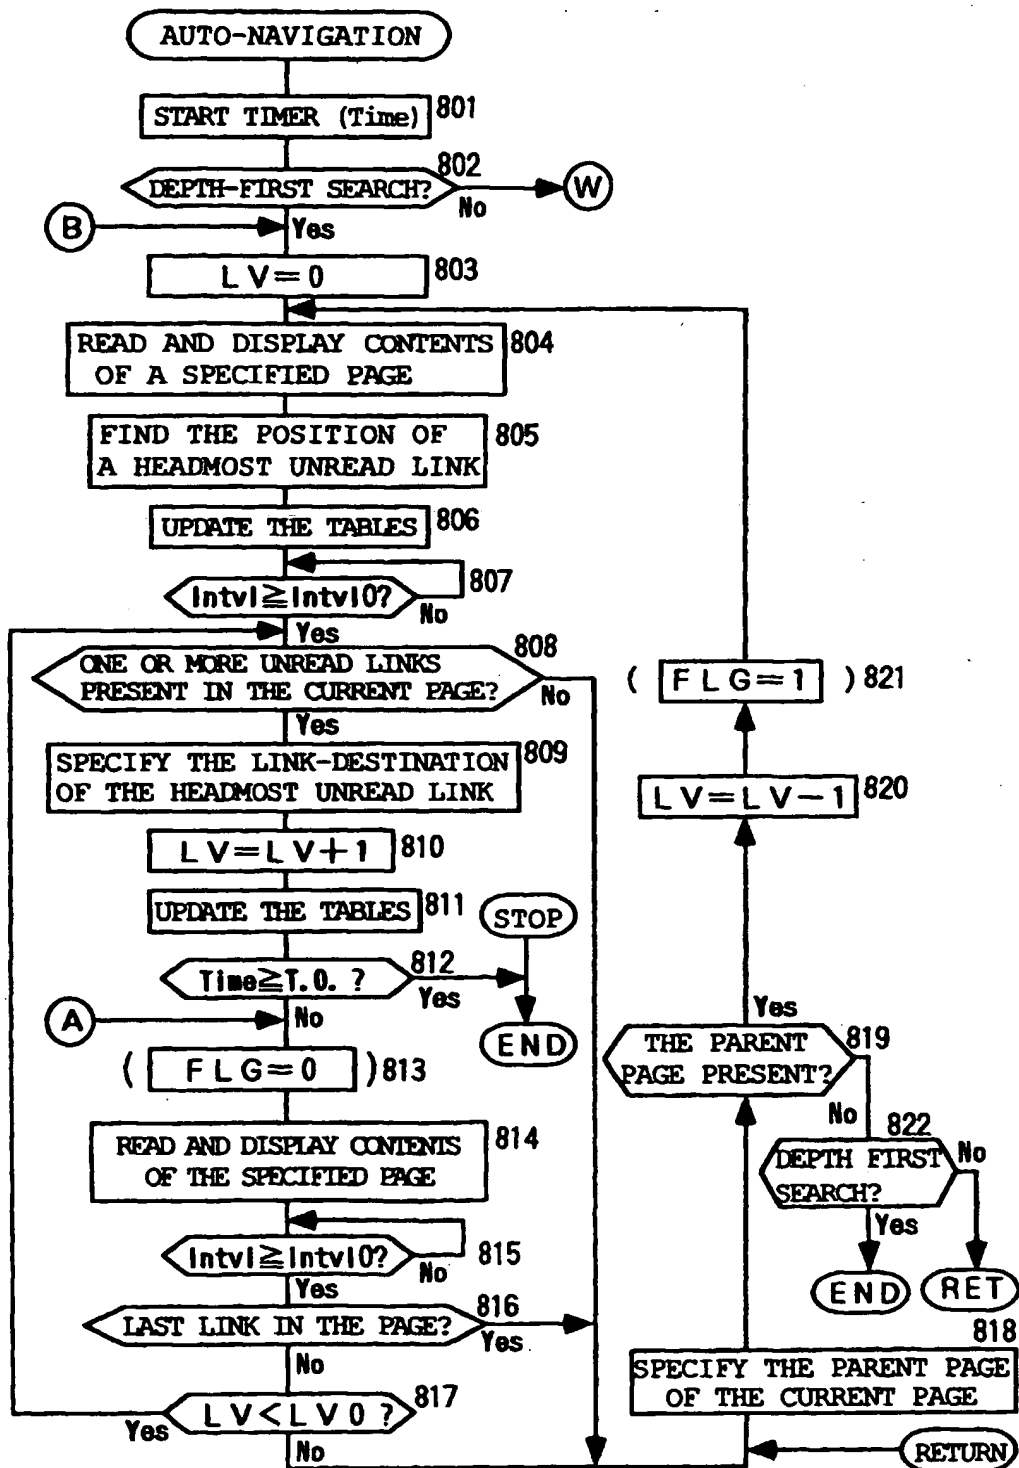 AUTO-NAVIGATION
START TIMER (Time) 801
DEPTH-FIRST SEARCH? 802
No
W
B
Yes
LV=0 803
READ AND DISPLAY CONTENTS 804
OF A SPECIFIED PAGE
FIND THE POSITION OF 805
A HEADMOST UNREAD LINK
UPDATE THE TABLES 806
Intvl≧Intvl0? 807
No
Yes
ONE OR MORE UNREAD LINKS 808
PRESENT IN THE CURRENT PAGE?
No
Yes
SPECIFY THE LINK-DESTINATION 809
OF THE HEADMOST UNREAD LINK
LV=LV+1 810
UPDATE THE TABLES 811
STOP
Time≧T.O. ? 812
Yes
END
A
No
( FLG=0 ) 813
READ AND DISPLAY CONTENTS 814
OF THE SPECIFIED PAGE
Intvl≧Intvl0? 815
No
Yes
LAST LINK IN THE PAGE? 816
Yes
No
LV<LV0 ? 817
Yes
No
( FLG=1 ) 821
LV=LV-1 820
Yes
THE PARENT 819
PAGE PRESENT?
No
822
DEPTH FIRST No
SEARCH?
Yes
END
RET
818
SPECIFY THE PARENT PAGE
OF THE CURRENT PAGE
RETURN